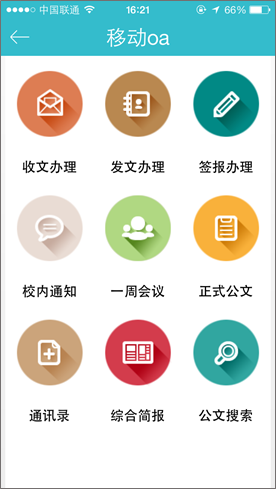 中国联通 16:21 66%
移动oa
收文办理 发文办理 签报办理
校内通知 一周会议 正式公文
通讯录 综合简报 公文搜索